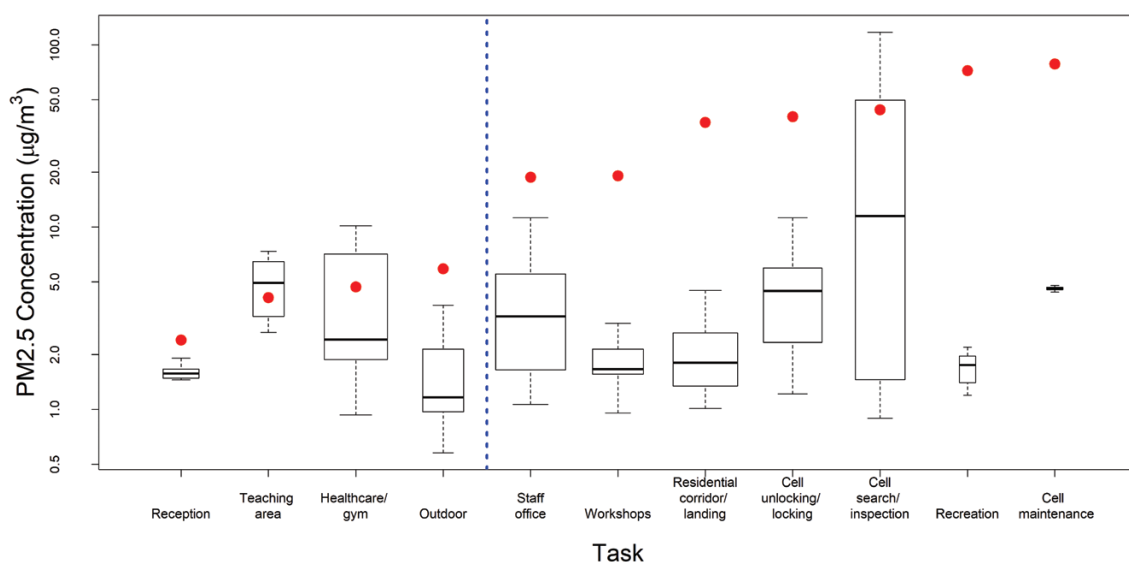 PM2.5 Concentration (μg/m³)
100.0
50.0
20.0
10.0
5.0
2.0
1.0
0.5
Reception
Teaching
area
Healthcare/
gym
Outdoor
Staff
office
Workshops
Residential
corridor/
landing
Cell
unlocking/
locking
Cell
search/
inspection
Recreation
Cell
maintenance
Task